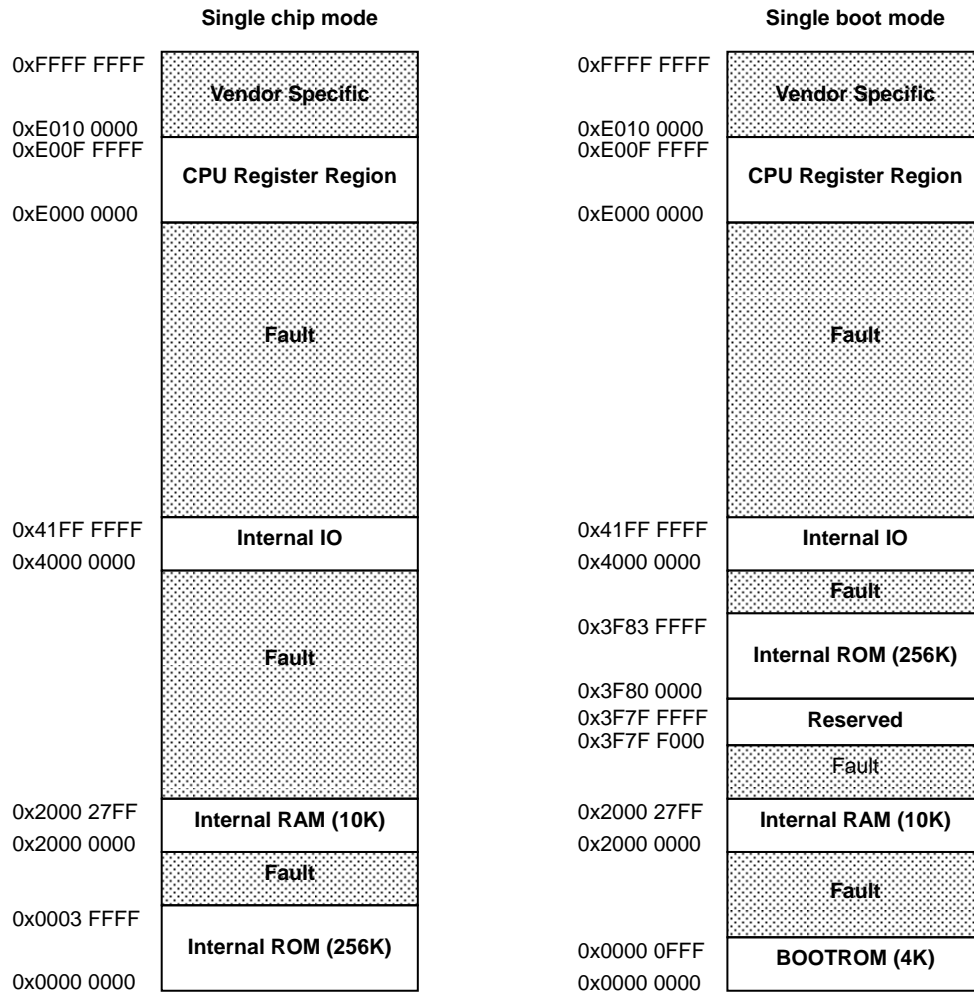 Single chip mode
0xFFFF FFFF
Vendor Specific
0xE010 0000
0xE00F FFFF
CPU Register Region
0xE000 0000
Fault
0x41FF FFFF
Internal IO
0x4000 0000
Fault
0x2000 27FF
Internal RAM (10K)
0x2000 0000
Fault
0x0003 FFFF
Internal ROM (256K)
0x0000 0000
Single boot mode
0xFFFF FFFF
Vendor Specific
0xE010 0000
0xE00F FFFF
CPU Register Region
0xE000 0000
Fault
0x41FF FFFF
Internal IO
0x4000 0000
Fault
0x3F83 FFFF
Internal ROM (256K)
0x3F80 0000
0x3F7F FFFF
Reserved
0x3F7F F000
Fault
0x2000 27FF
Internal RAM (10K)
0x2000 0000
Fault
0x0000 0FFF
BOOTROM (4K)
0x0000 0000